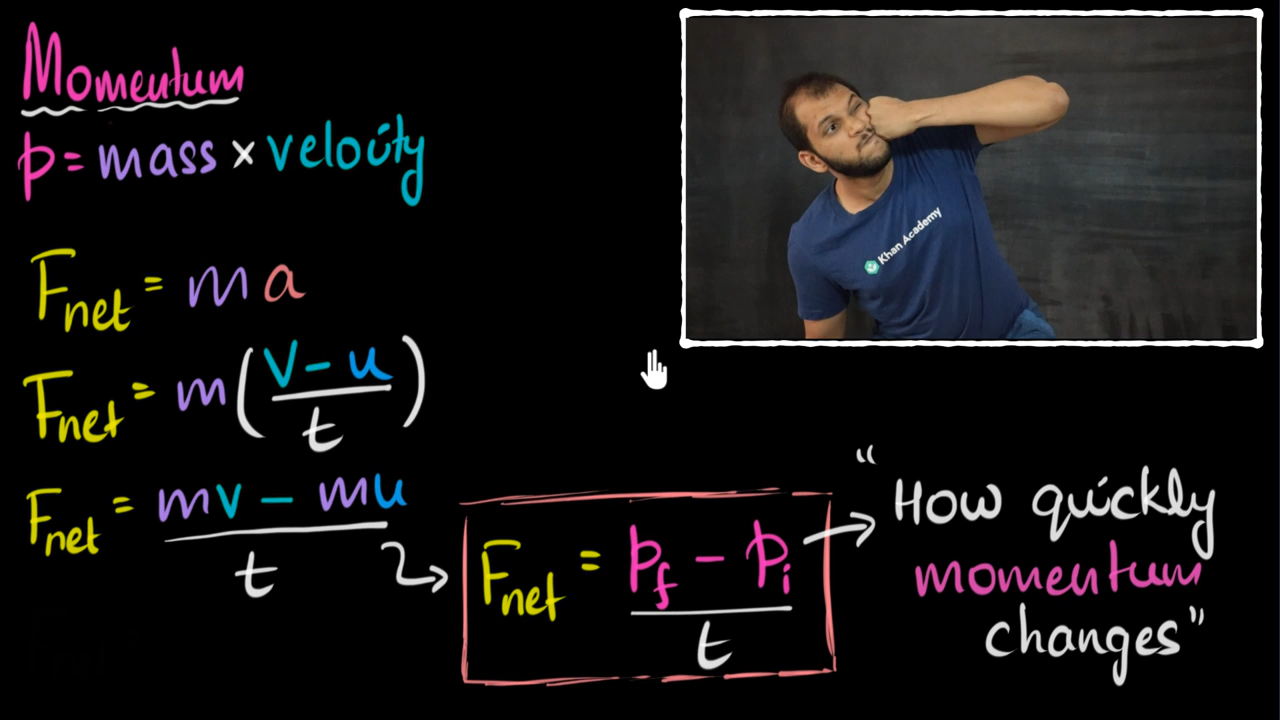 Momentum
p = mass × velocity
Fnet = ma
Fnet = m(v - u / t)
Fnet = mv - mu / t
Fnet = pf - pi / t
"How quickly
momentum
changes"
Khan Academy